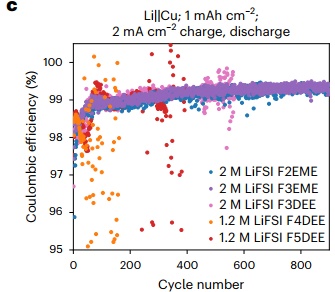 c
Li||Cu; 1 mAh cm⁻²;
2 mA cm⁻² charge, discharge
Coulombic efficiency (%)
100
99
98
97
96
95
2 M LiFSI F2EME
2 M LiFSI F3EME
2 M LiFSI F3DEE
1.2 M LiFSI F4DEE
1.2 M LiFSI F5DEE
0 200 400 600 800
Cycle number